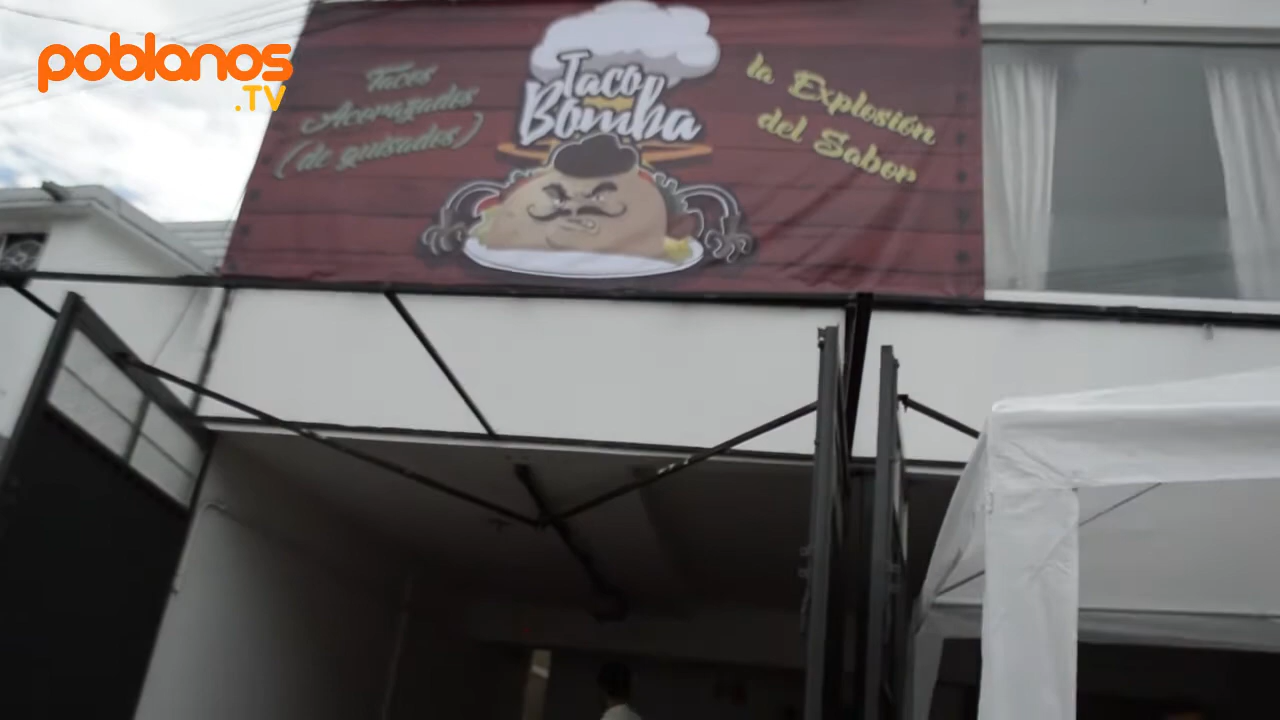 poblanos
.TV
Tacos
Acorazados
(de guisados)
Taco
Bomba
la Explosión
del Sabor